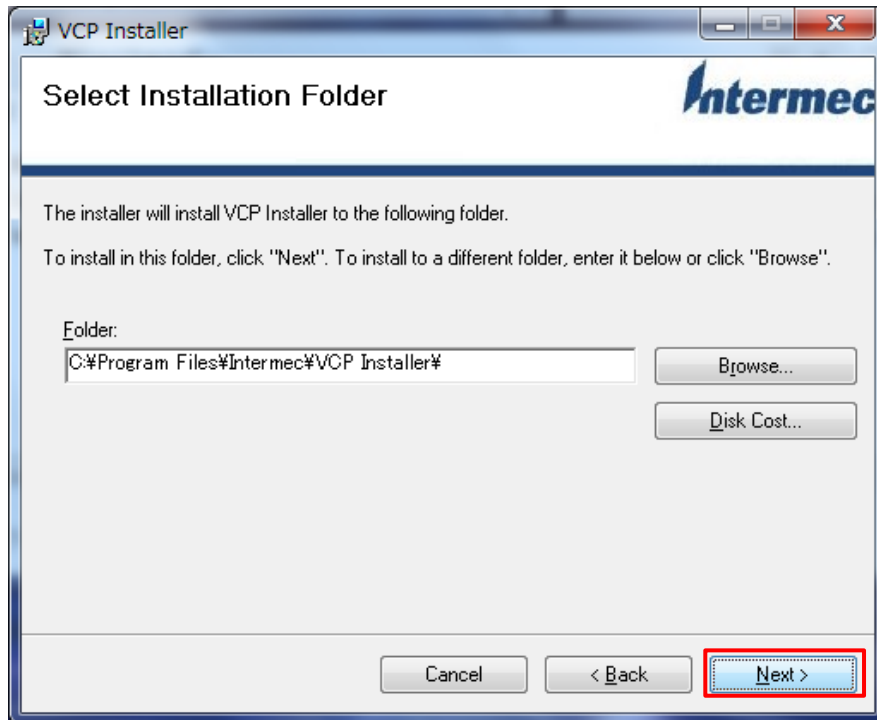 VCP Installer
Select Installation Folder
Intermec
The installer will install VCP Installer to the following folder.
To install in this folder, click "Next". To install to a different folder, enter it below or click "Browse".
Folder:
C:¥Program Files¥Intermec¥VCP Installer¥
Browse...
Disk Cost...
Cancel
< Back
Next >